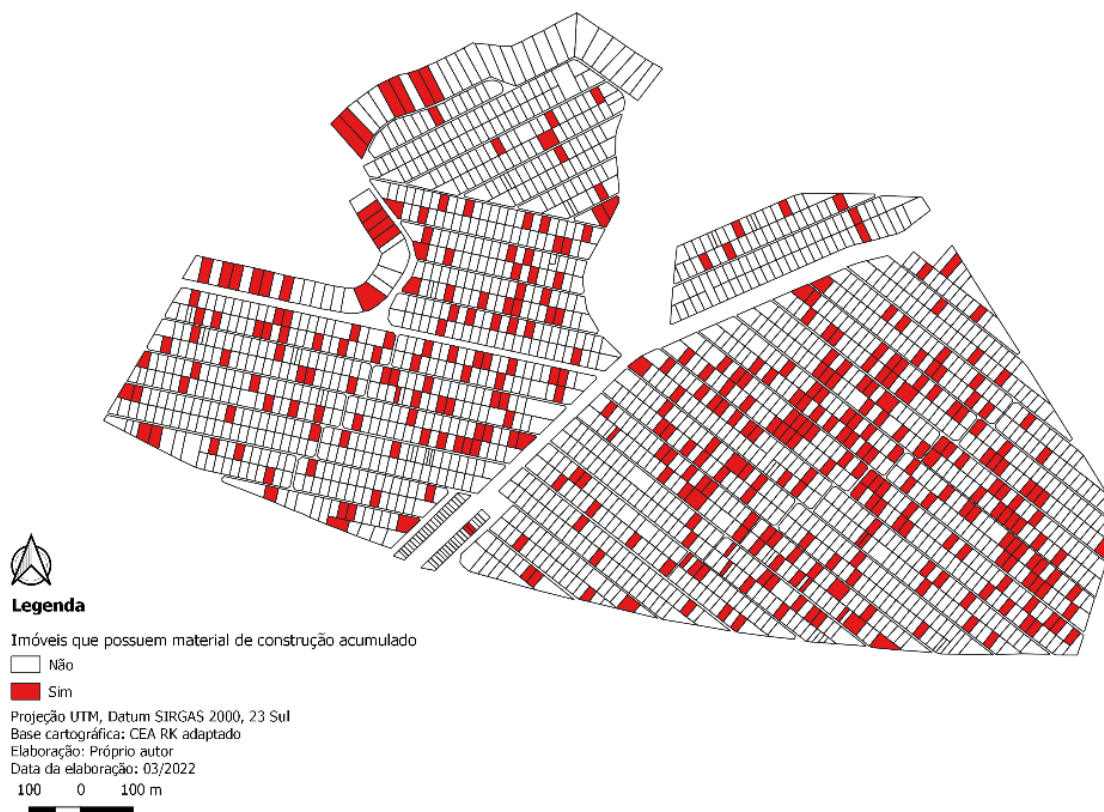 Legenda
Imóveis que possuem material de construção acumulado
Não
Sim
Projeção UTM, Datum SIRGAS 2000, 23 Sul
Base cartográfica: CEA RK adaptado
Elaboração: Próprio autor
Data da elaboração: 03/2022
100 0 100 m